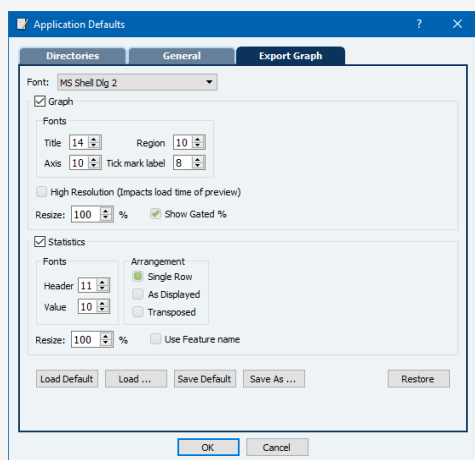 Application Defaults ?
Directories General Export Graph
Font: MS Shell Dlg 2
Graph
Fonts
Title 14 Region 10
Axis 10 Tick mark label 8
High Resolution (Impacts load time of preview)
Resize: 100 % Show Gated %
Statistics
Fonts Arrangement
Single Row
Header 11
As Displayed
Value 10
Transposed
Resize: 100 % Use Feature name
Load Default Load ... Save Default Save As ... Restore
OK Cancel